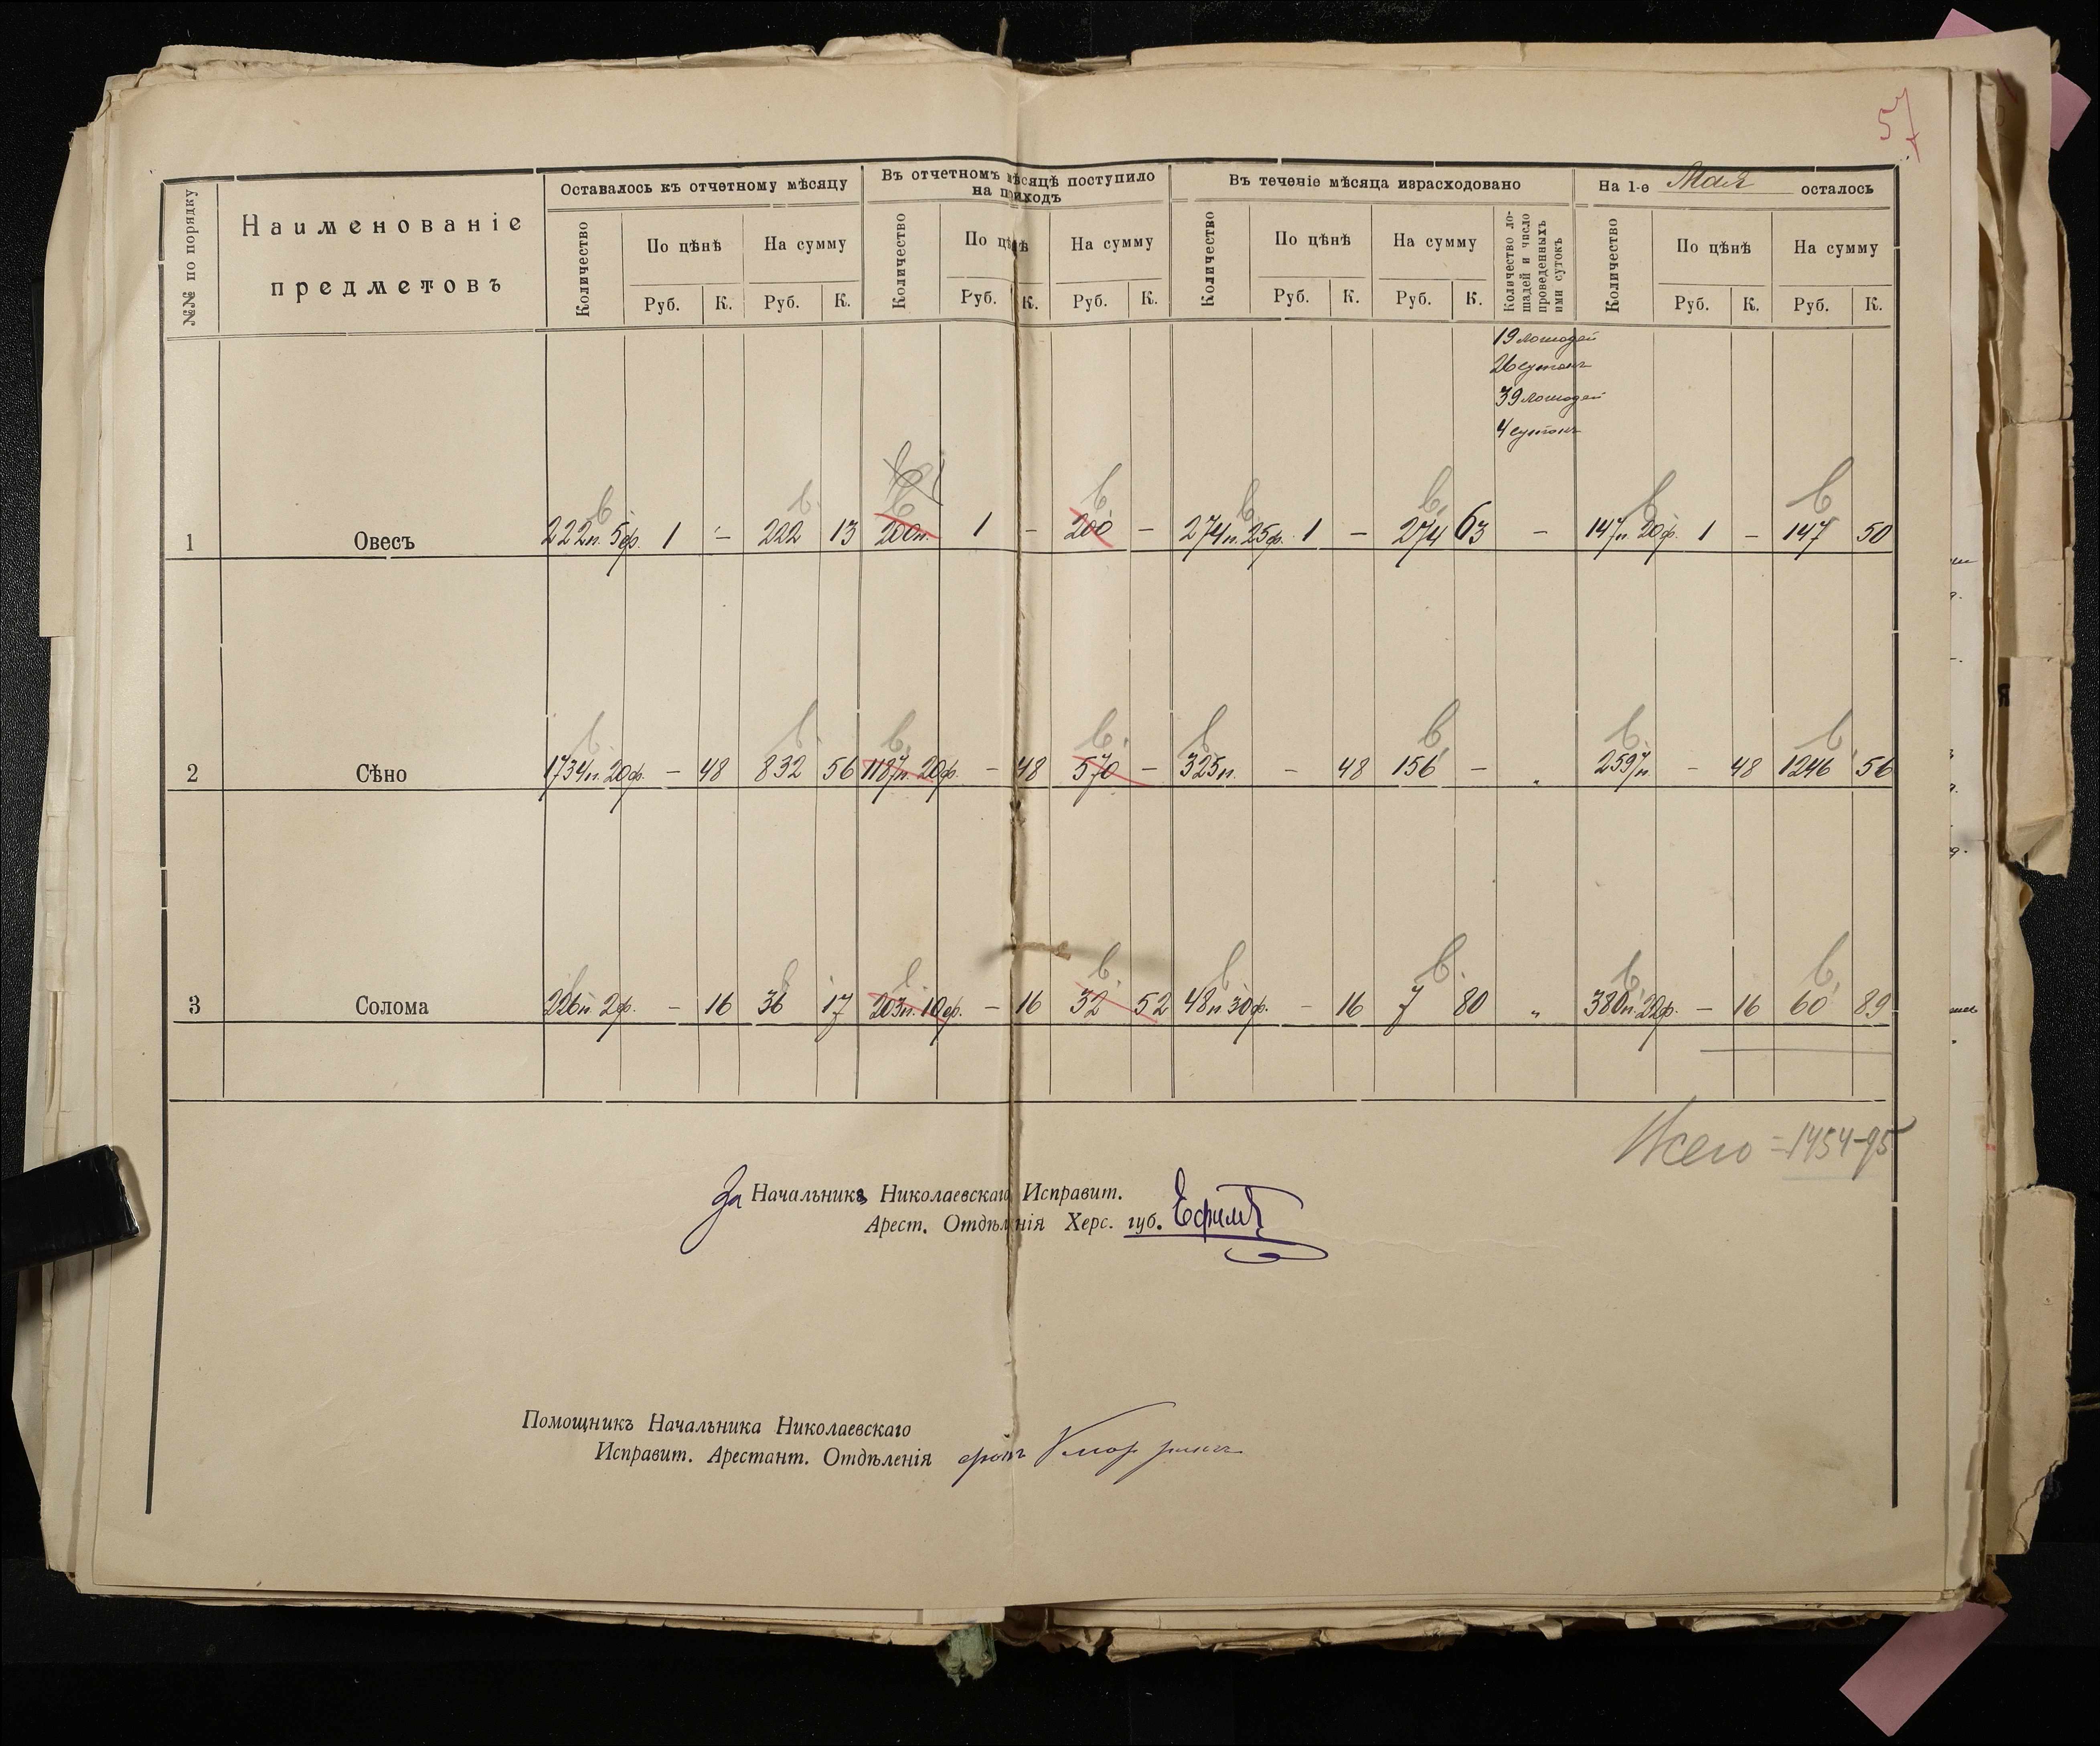 57
№№ по порядку
Наименованіе
предметовъ
Оставалось къ отчетному мѣсяцу
Въ отчетномъ мѣсяцѣ поступило
на приходъ
Въ теченіе мѣсяца израсходовано
На 1-е Мая осталось
Количество По цѣнѣ На сумму Количество По цѣнѣ На сумму Количество По цѣнѣ На сумму
Количество ло-
шадей и число
проведенныхъ
ими сутокъ
Количество По цѣнѣ На сумму
Руб. К. Руб. К. Руб. К. Руб. К. Руб. К. Руб. К. Руб. К. Руб. К.
19 лошадей
26 сутокъ
39 лошадей
4 сутокъ
1 Овесъ 222п. 5ф. 1 – 222 13 200п. 1 – 200 – 274п. 25ф. 1 – 274 63 – 147п 20ф. 1 – 147 50
2 Сѣно 1734п. 20ф. – 48 832 56 1187п. 20ф. – 48 570 – 325п. – 48 156 – „ 2597п. – 48 1246 56
3 Солома 226п 2ф. – 16 36 17 203п. 10ф. – 16 32 52 48п 30ф. – 16 7 80 „ 380п. 22ф. – 16 60 89
Всего = 1454-95
За Начальника Николаевскаго Исправит.
Арест. Отдѣленія Херс. губ.
Помощникъ Начальника Николаевскаго
Исправит. Арестант. Отдѣленія